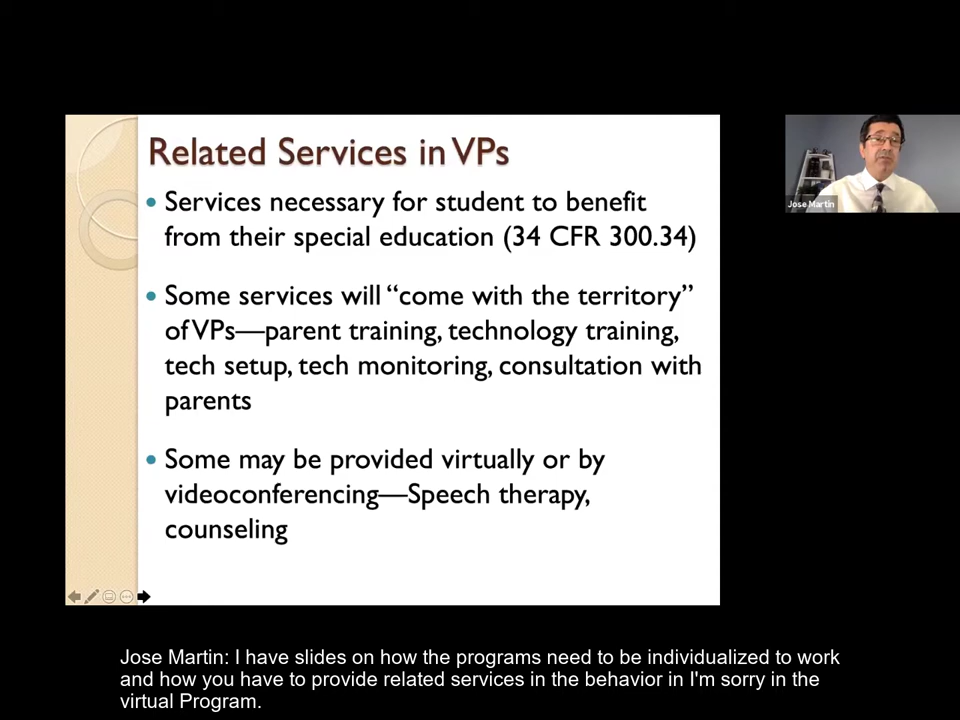 Related Services in VPs
• Services necessary for student to benefit
from their special education (34 CFR 300.34)
• Some services will “come with the territory”
of VPs—parent training, technology training,
tech setup, tech monitoring, consultation with
parents
• Some may be provided virtually or by
videoconferencing—Speech therapy,
counseling
Jose Martin
Jose Martin: I have slides on how the programs need to be individualized to work
and how you have to provide related services in the behavior in I'm sorry in the
virtual Program.